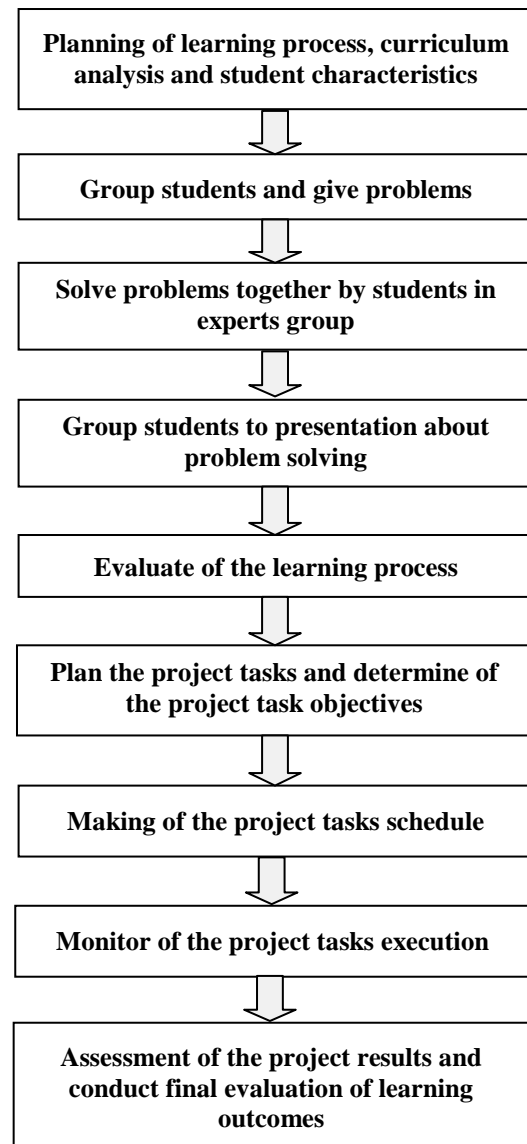 Planning of learning process, curriculum
analysis and student characteristics
Group students and give problems
Solve problems together by students in
experts group
Group students to presentation about
problem solving
Evaluate of the learning process
Plan the project tasks and determine of
the project task objectives
Making of the project tasks schedule
Monitor of the project tasks execution
Assessment of the project results and
conduct final evaluation of learning
outcomes